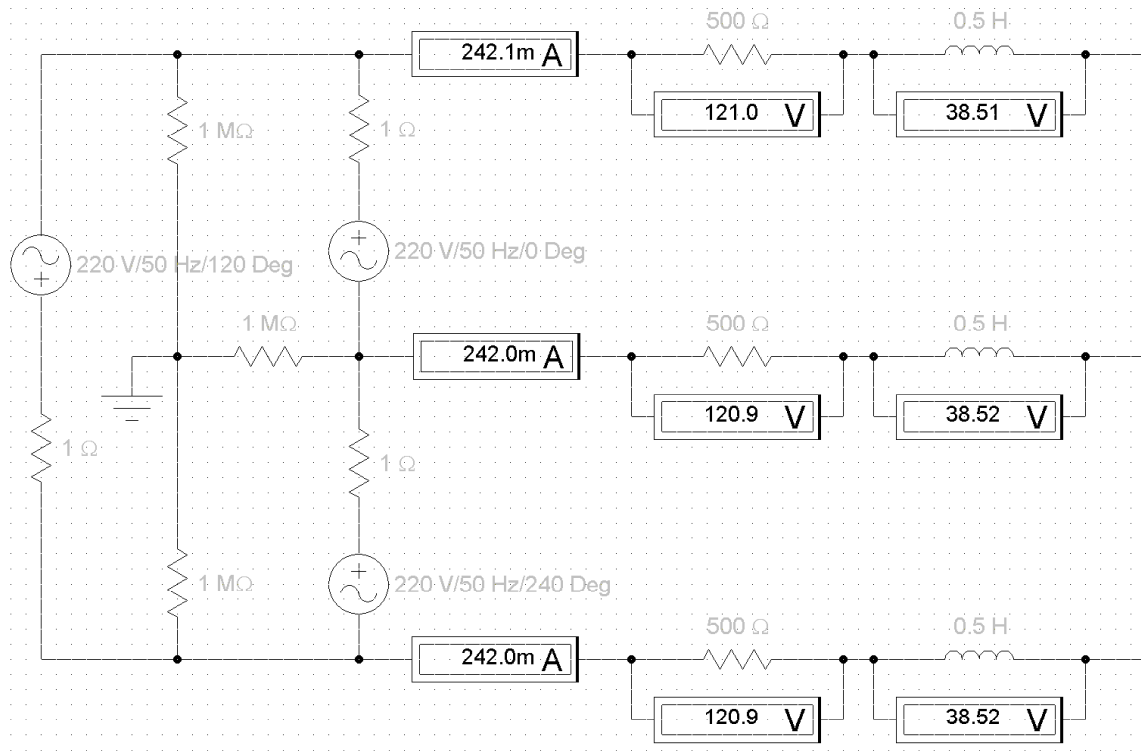 500 Ω 0.5 H
242.1m A
121.0 V 38.51 V
1 MΩ 1 Ω
220 V/50 Hz/120 Deg 220 V/50 Hz/0 Deg
1 MΩ 500 Ω 0.5 H
242.0m A
120.9 V 38.52 V
1 Ω 1 Ω
1 MΩ 220 V/50 Hz/240 Deg
500 Ω 0.5 H
242.0m A
120.9 V 38.52 V